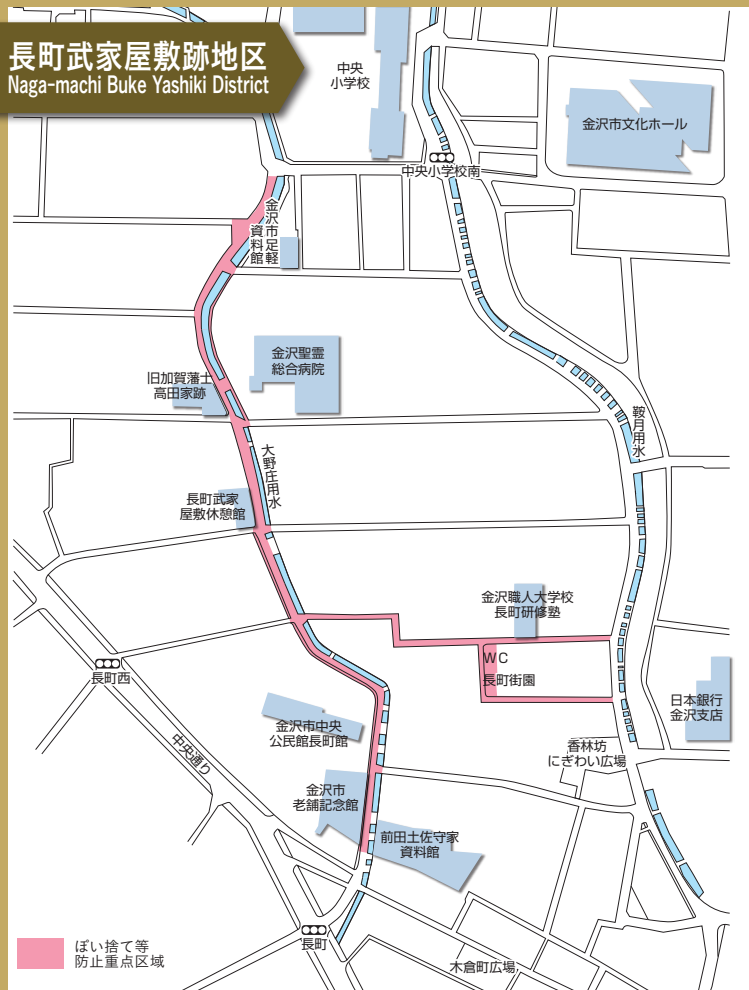 長町武家屋敷跡地区
Naga-machi Buke Yashiki District
中央
小学校
金沢市文化ホール
中央小学校南
金沢市足軽
資料館
金沢聖霊
総合病院
旧加賀藩士
高田家跡
鞍月用水
大野庄用水
長町武家
屋敷休憩館
金沢職人大学校
長町研修塾
WC
長町街園
長町西
日本銀行
金沢支店
金沢市中央
公民館長町館
中央通り
香林坊
にぎわい広場
金沢市
老舗記念館
前田土佐守家
資料館
長町
木倉町広場
ぽい捨て等
防止重点区域